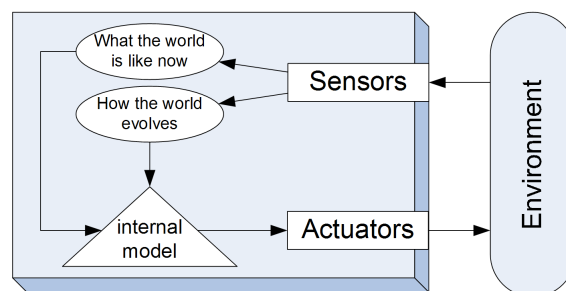 What the world
is like now
Sensors
How the world
evolves
internal
model
Actuators
Environment